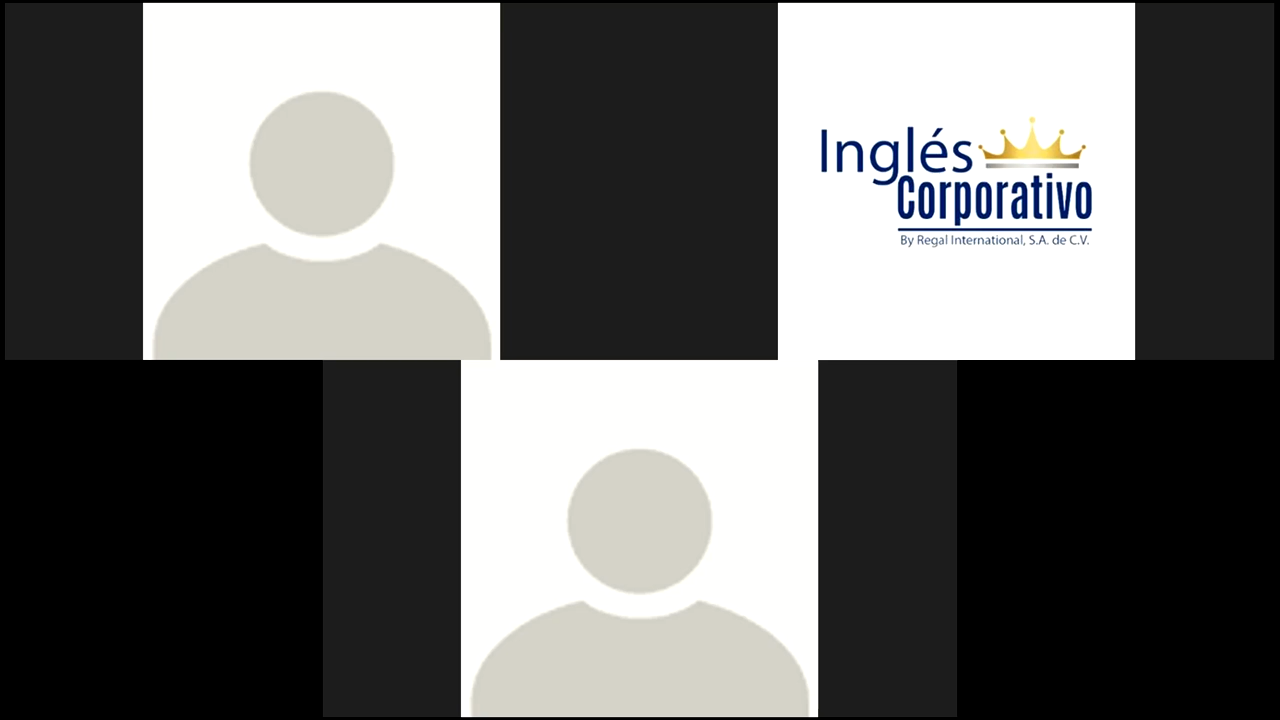 Inglés
Corporativo
By Regal International, S.A. de C.V.